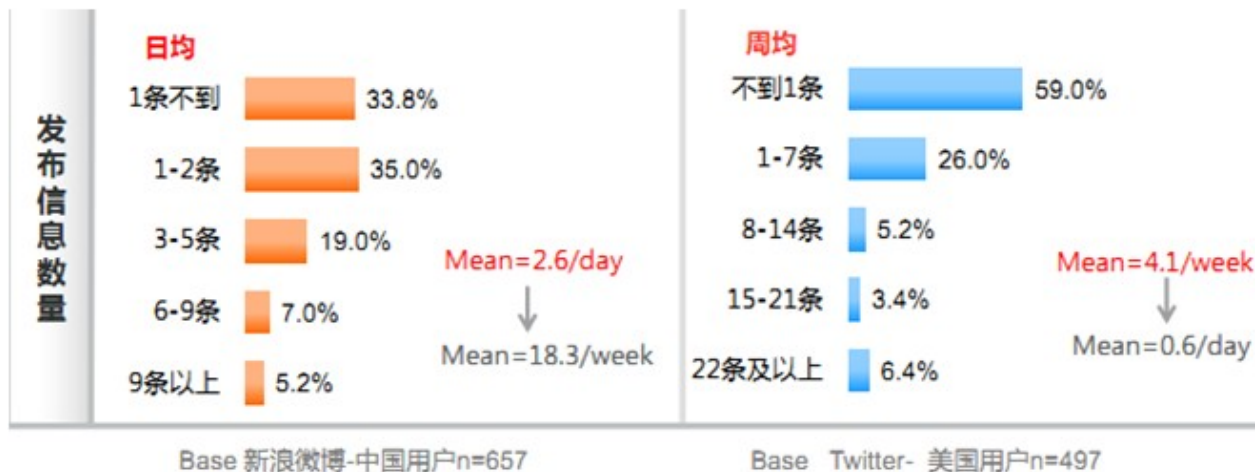 发布信息数量
日均
1条不到 33.8%
1-2条 35.0%
3-5条 19.0%
6-9条 7.0%
9条以上 5.2%
Mean=2.6/day
Mean=18.3/week
Base 新浪微博-中国用户n=657
周均
不到1条 59.0%
1-7条 26.0%
8-14条 5.2%
15-21条 3.4%
22条及以上 6.4%
Mean=4.1/week
Mean=0.6/day
Base Twitter- 美国用户n=497